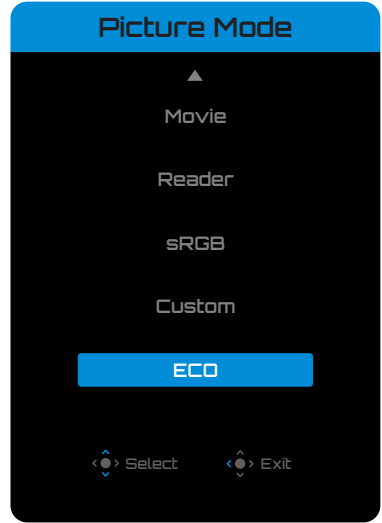 Picture Mode
Movie
Reader
sRGB
Custom
ECO
Select Exit